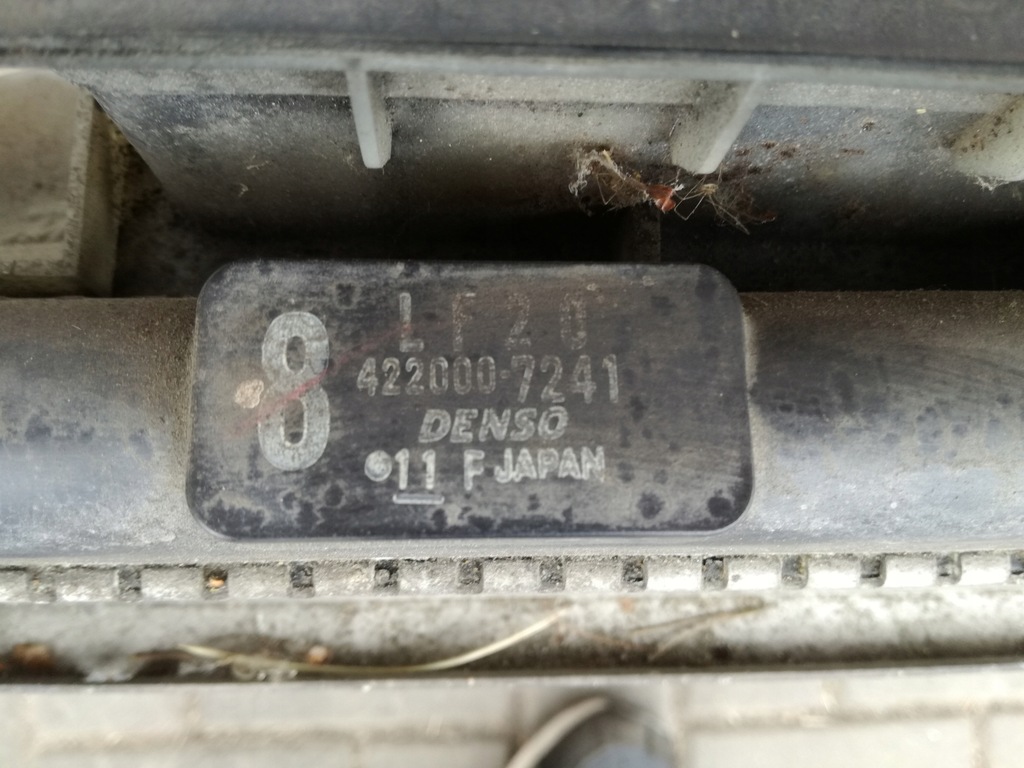 8
LF20
422000-7241
DENSO
11 F JAPAN